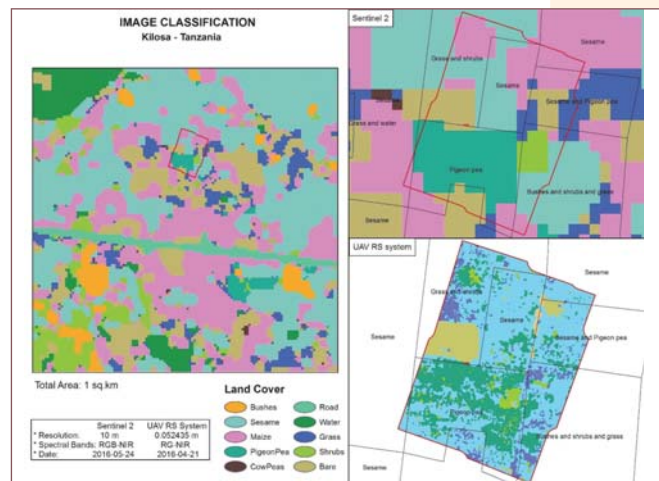 IMAGE CLASSIFICATION
Kilosa - Tanzania
Total Area: 1 sq.km
Sentinel 2 UAV RS System
* Resolution: 10 m 0.052435 m
* Spectral Bands: RGB-NIR RG-NIR
* Date: 2016-05-24 2016-04-21
Land Cover
Bushes Road
Sesame Water
Maize Grass
PigeonPea Shrubs
CowPeas Bare
Sentinel 2
Sesame
Grass and shrubs
Sesame
Sesame and Pigeon pea
Grass and water
Pigeon pea
Bushes and shrubs and grass
Sesame
UAV RS system
Sesame
Grass and shrubs
Sesame
Sesame
Sesame and Pigeon pea
Pigeon pea
Bushes and shrubs and grass
Sesame